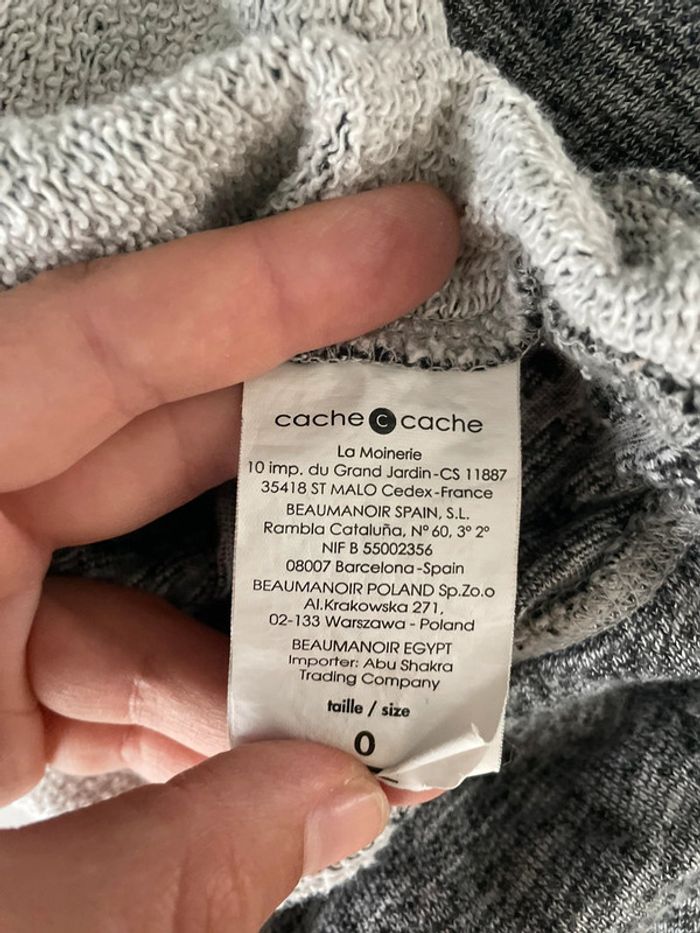 cache c cache
La Moinerie
10 imp. du Grand Jardin-CS 11887
35418 ST MALO Cedex-France
BEAUMANOIR SPAIN, S.L.
Rambla Cataluña, Nº 60, 3º 2º
NIF B 55002356
08007 Barcelona-Spain
BEAUMANOIR POLAND Sp.Zo.o
Al.Krakowska 271,
02-133 Warszawa - Poland
BEAUMANOIR EGYPT
Importer: Abu Shakra
Trading Company
taille / size
0